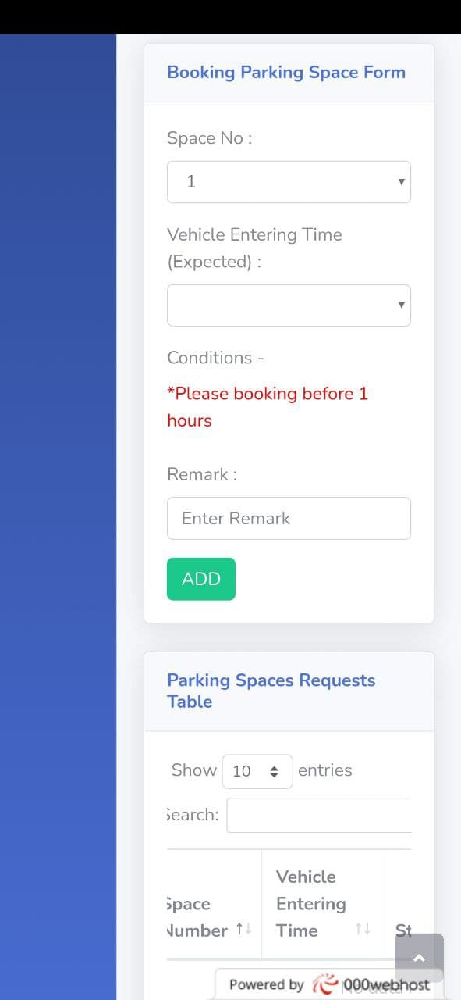 Booking Parking Space Form
Space No :
1
Vehicle Entering Time
(Expected) :
Conditions -
*Please booking before 1
hours
Remark :
Enter Remark
ADD
Parking Spaces Requests
Table
Show 10 entries
Search:
Space
Number
Vehicle
Entering
Time
St
Powered by 000webhost